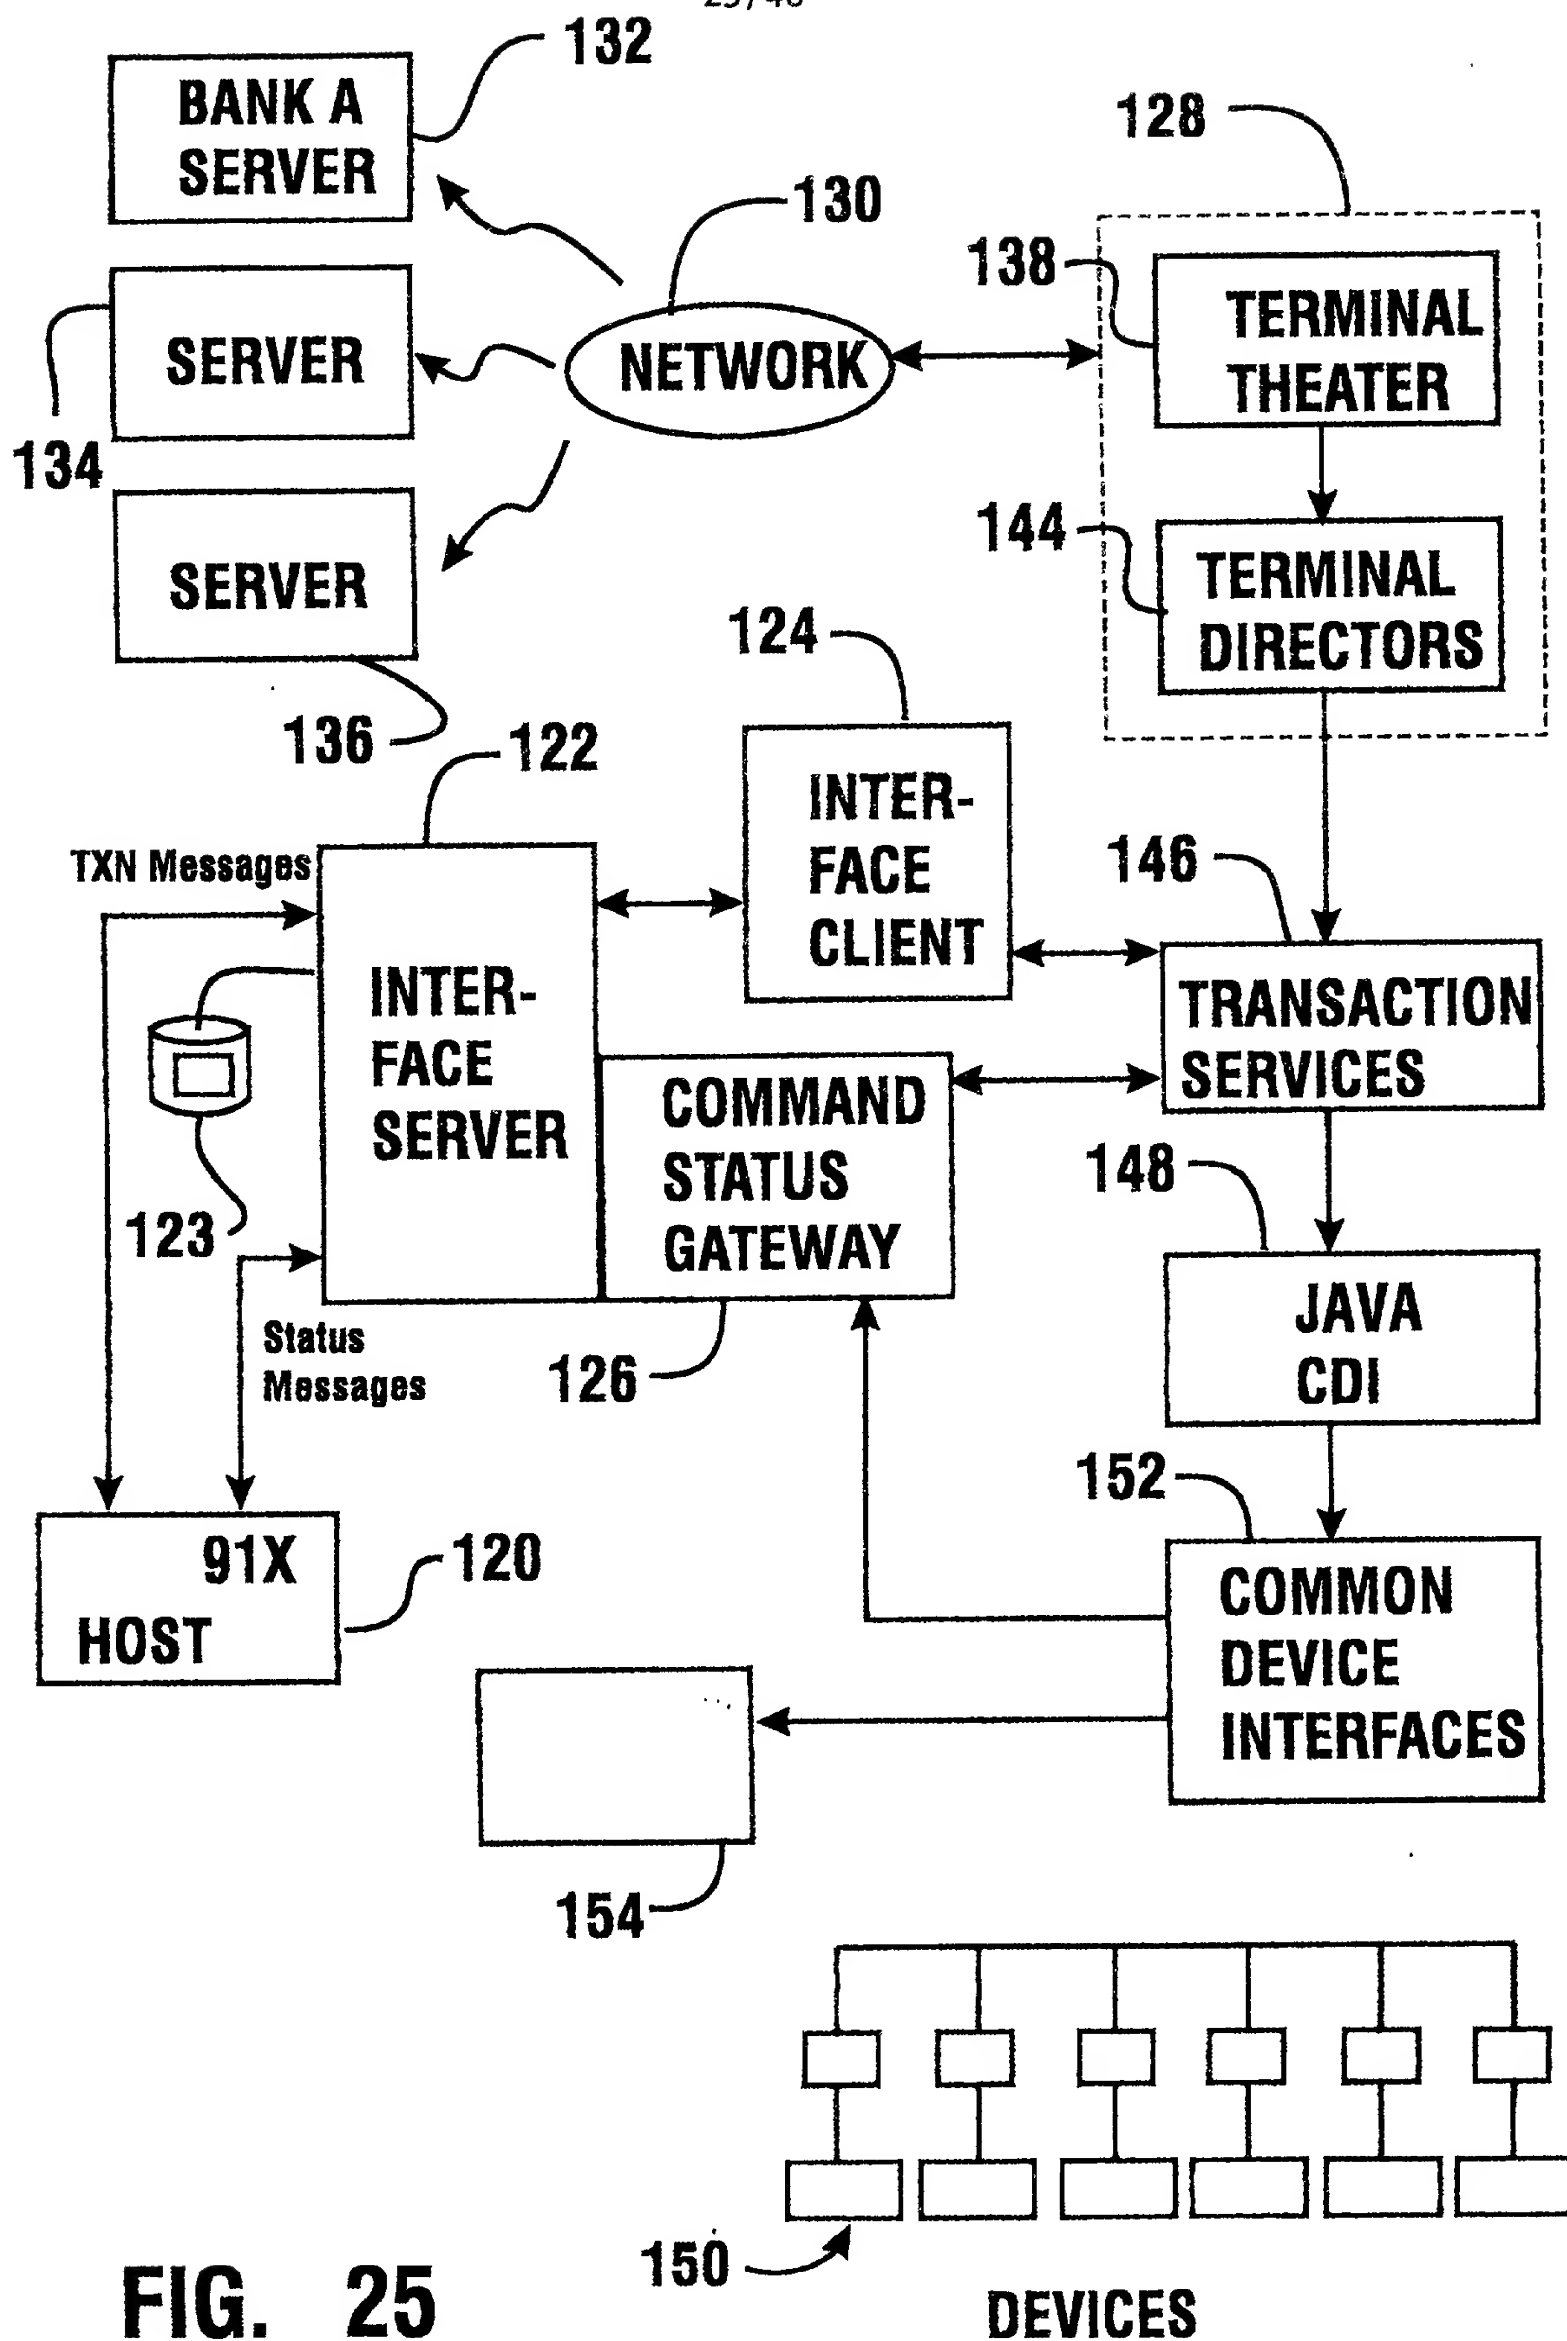 132
BANK A
SERVER
128
130
138
TERMINAL
THEATER
SERVER
NETWORK
134
144
TERMINAL
DIRECTORS
SERVER
124
136
122
INTER-
FACE
CLIENT
146
TXN Messages
INTER-
FACE
SERVER
TRANSACTION
SERVICES
COMMAND
STATUS
GATEWAY
148
123
JAVA
CDI
Status
Messages
126
152
91X
HOST
120
COMMON
DEVICE
INTERFACES
154
150
DEVICES
FIG. 25